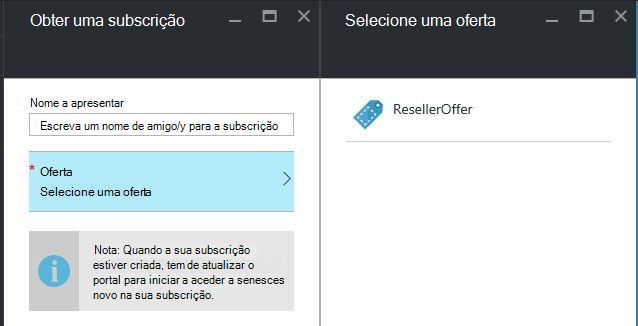 Obter uma subscrição
Selecione uma oferta
Nome a apresentar
Escreva um nome de amigo/y para a subscrição
* Oferta
Selecione uma oferta
Nota: Quando a sua subscrição
estiver criada, tem de atualizar o
portal para iniciar a aceder a senesces
novo na sua subscrição.
ResellerOffer